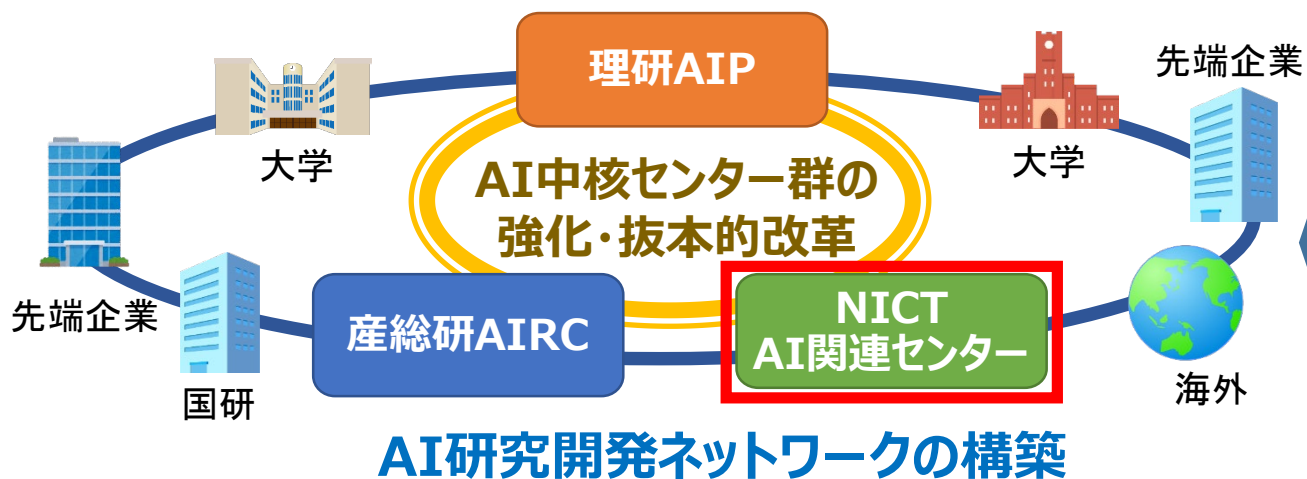 理研AIP
先端企業
大学
大学
AI中核センター群の
強化・抜本的改革
先端企業
産総研AIRC
NICT
AI関連センター
国研
海外
AI研究開発ネットワークの構築